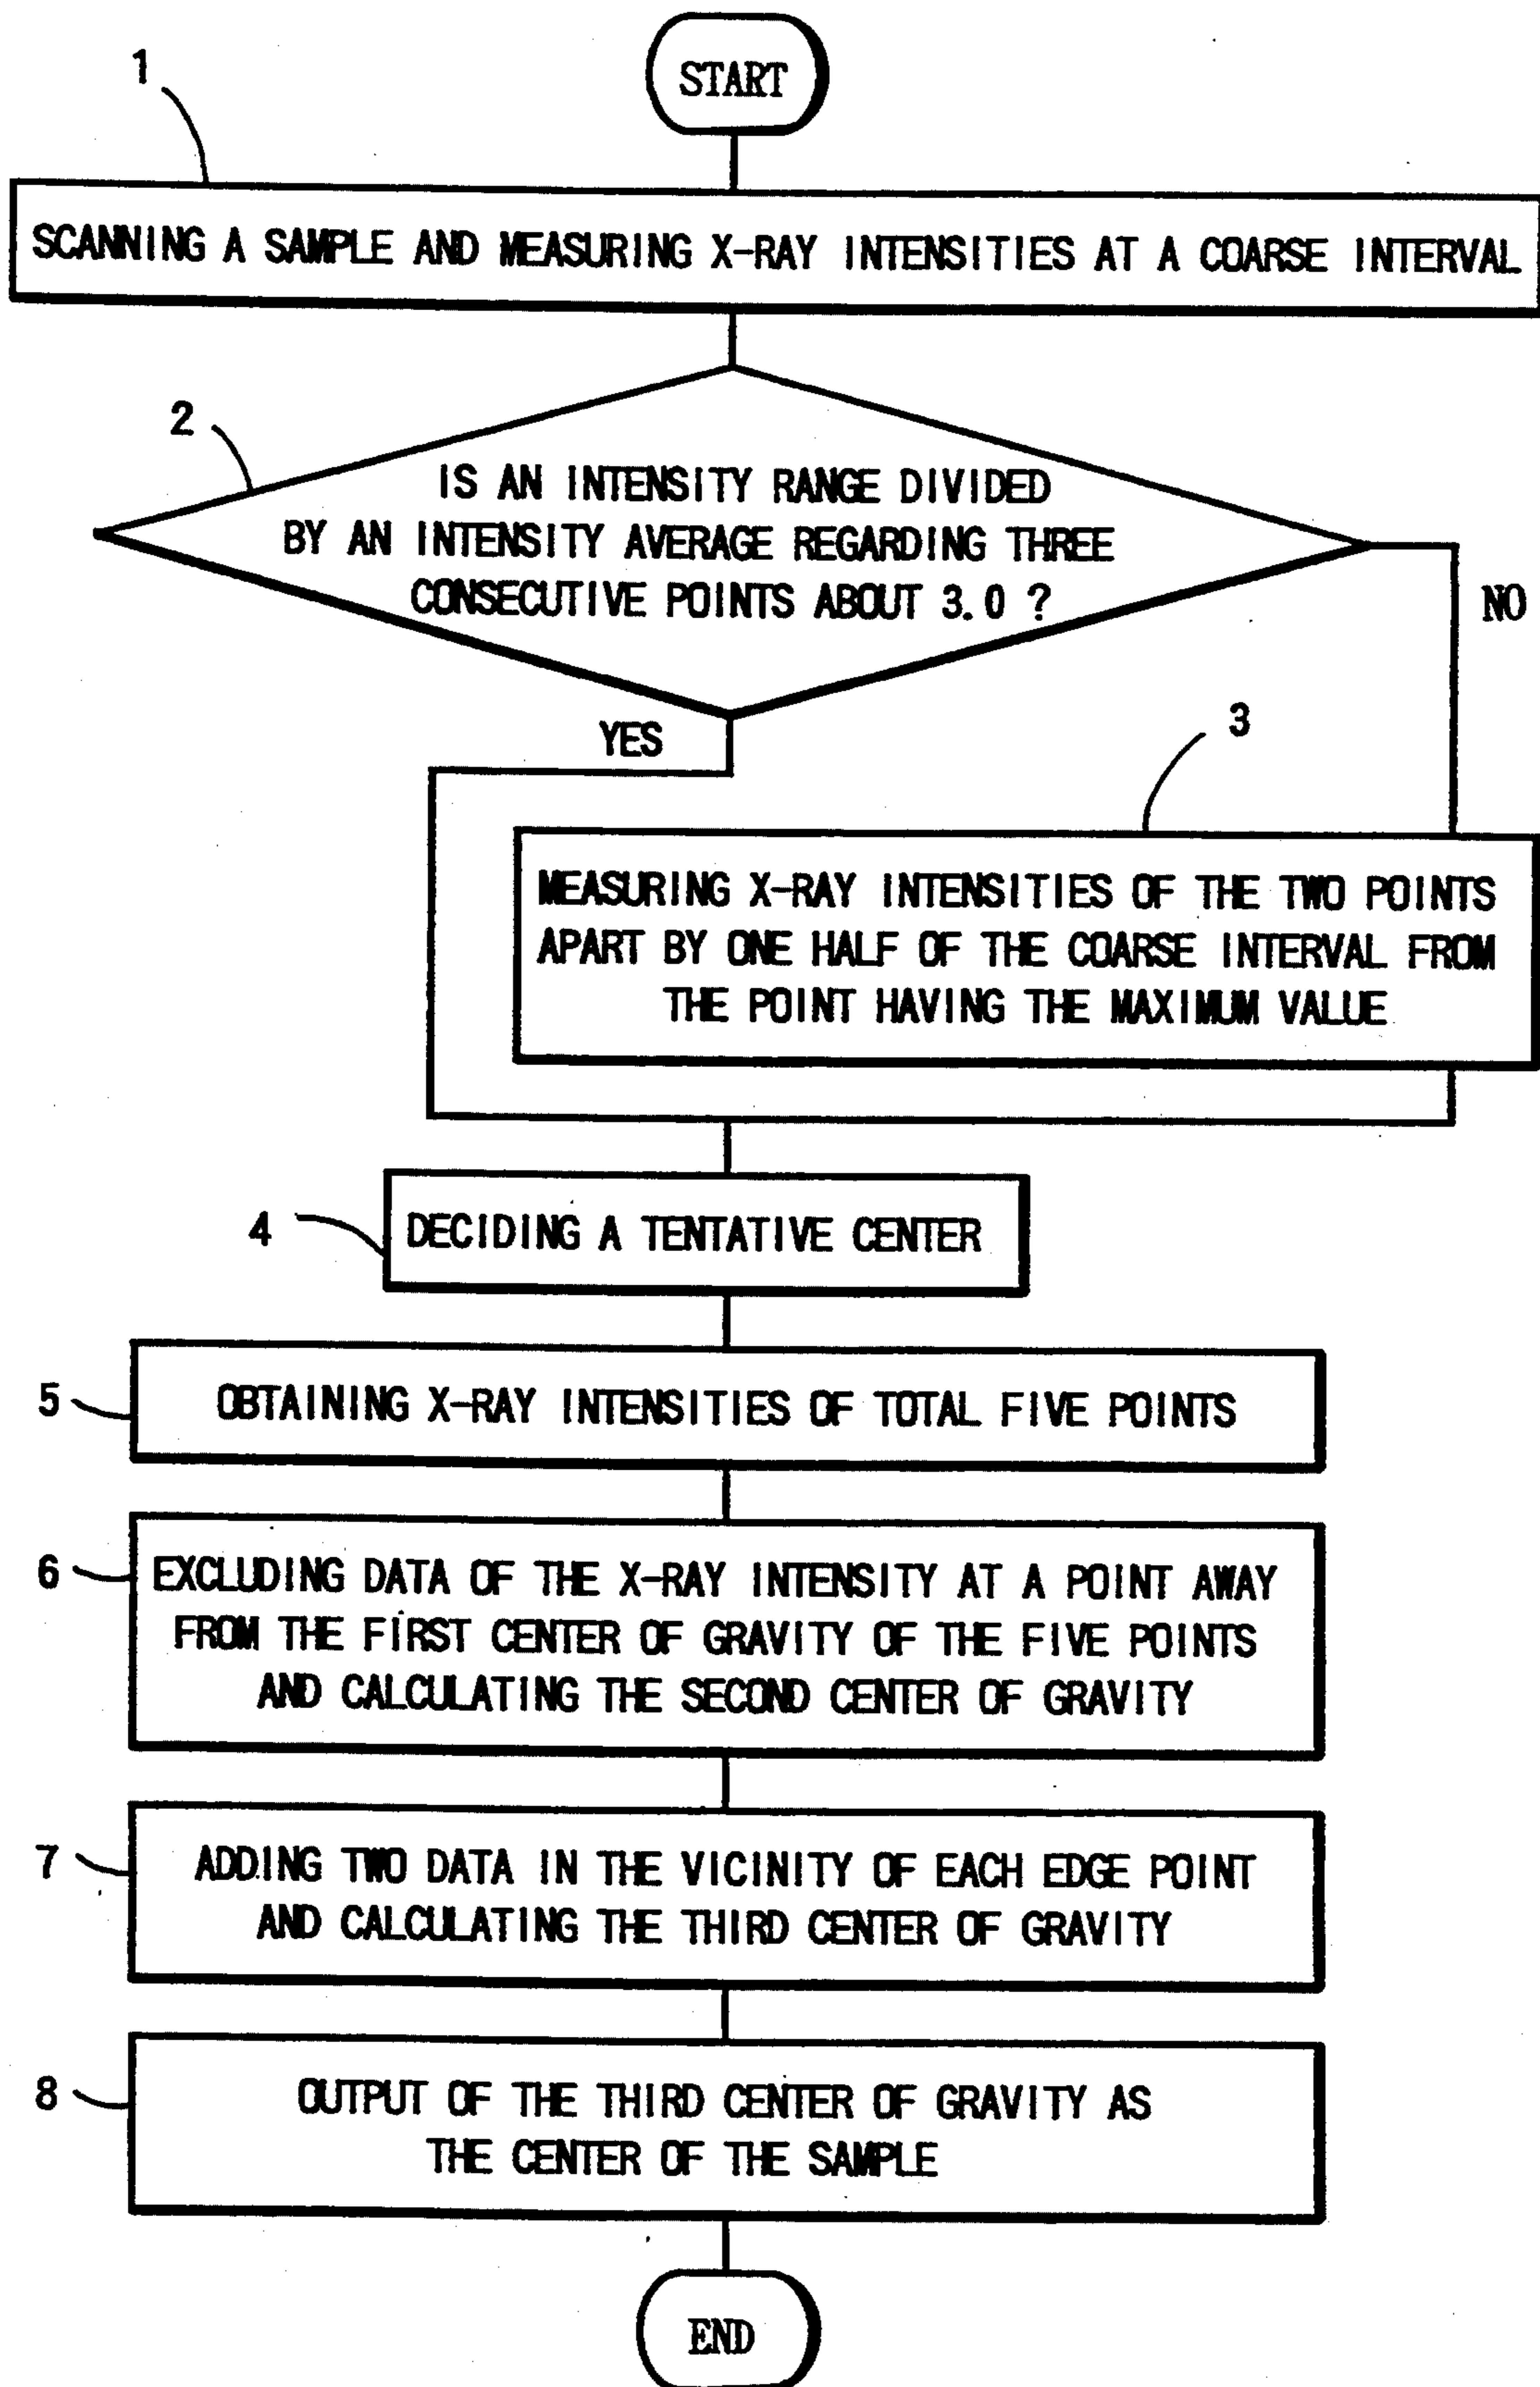 START
1
SCANNING A SAMPLE AND MEASURING X-RAY INTENSITIES AT A COARSE INTERVAL
2
IS AN INTENSITY RANGE DIVIDED
BY AN INTENSITY AVERAGE REGARDING THREE
CONSECUTIVE POINTS ABOUT 3.0 ?
NO
YES
3
MEASURING X-RAY INTENSITIES OF THE TWO POINTS
APART BY ONE HALF OF THE COARSE INTERVAL FROM
THE POINT HAVING THE MAXIMUM VALUE
4
DECIDING A TENTATIVE CENTER
5
OBTAINING X-RAY INTENSITIES OF TOTAL FIVE POINTS
6
EXCLUDING DATA OF THE X-RAY INTENSITY AT A POINT AWAY
FROM THE FIRST CENTER OF GRAVITY OF THE FIVE POINTS
AND CALCULATING THE SECOND CENTER OF GRAVITY
7
ADDING TWO DATA IN THE VICINITY OF EACH EDGE POINT
AND CALCULATING THE THIRD CENTER OF GRAVITY
8
OUTPUT OF THE THIRD CENTER OF GRAVITY AS
THE CENTER OF THE SAMPLE
END